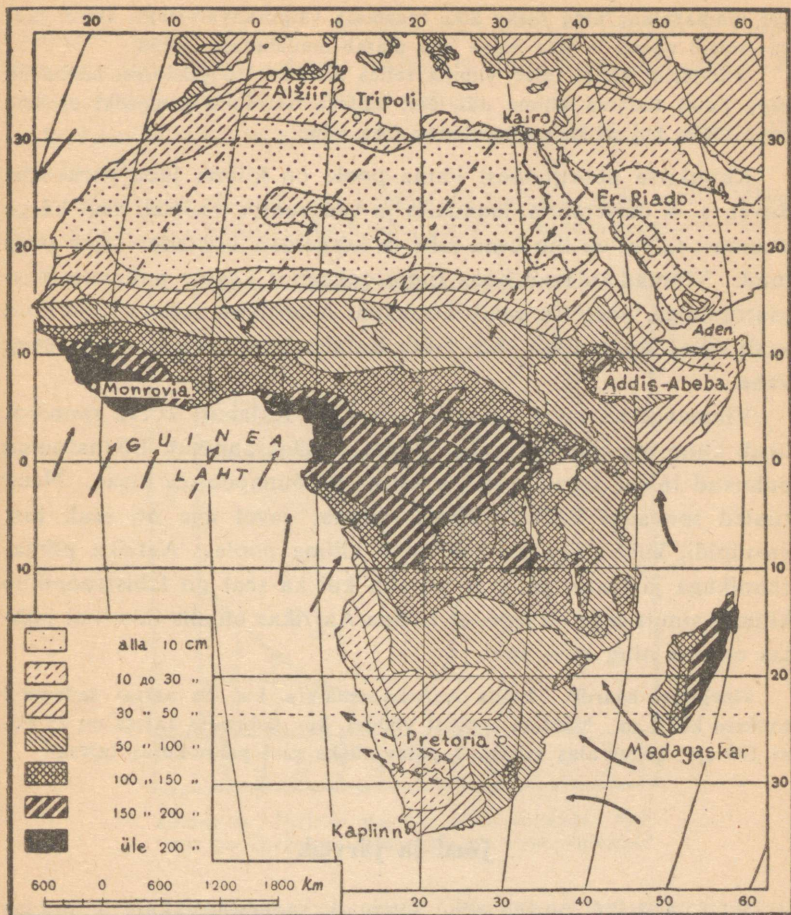 20 10 0 10 20 30 40 50 60
Alžiir
Tripoli
Kairo
30 30
Er-Riado
20 20
Aden
10 10
Monrovia
Addis-Abeba
GUINEA
0 0
LAHT
10 10
alla 10 cm
10 до 30 "
20
30 " 50 "
50 " 100 "
Pretoria
Madagaskar
100 " 150 "
150 " 200 "
30
Kaplinn
üle 200 "
600 0 600 1200 1800 km
20 30 40 50 60